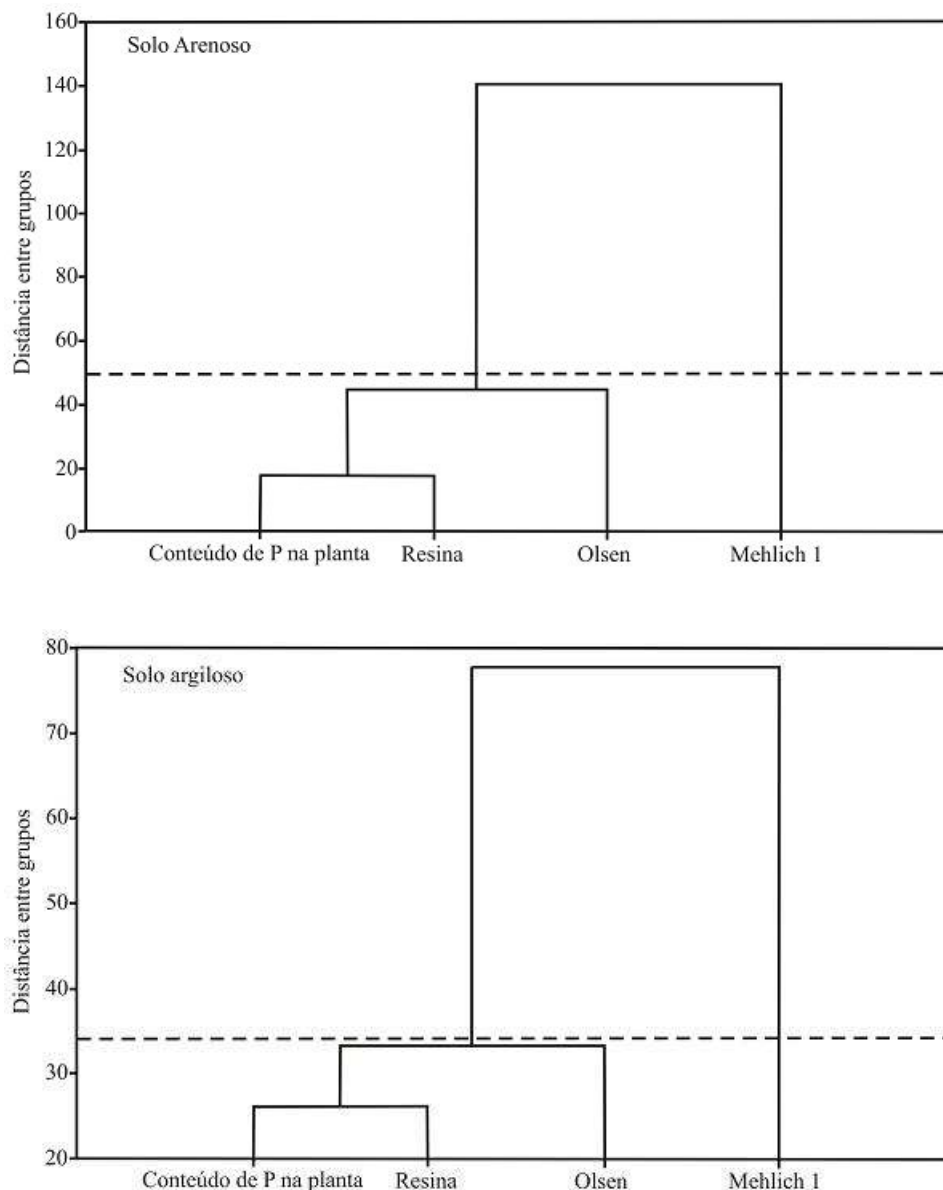 Solo Arenoso
Distância entre grupos
160
140
120
100
80
60
40
20
0
Conteúdo de P na planta Resina Olsen Mehlich 1
Solo argiloso
Distância entre grupos
80
70
60
50
40
30
20
Conteúdo de P na planta Resina Olsen Mehlich 1